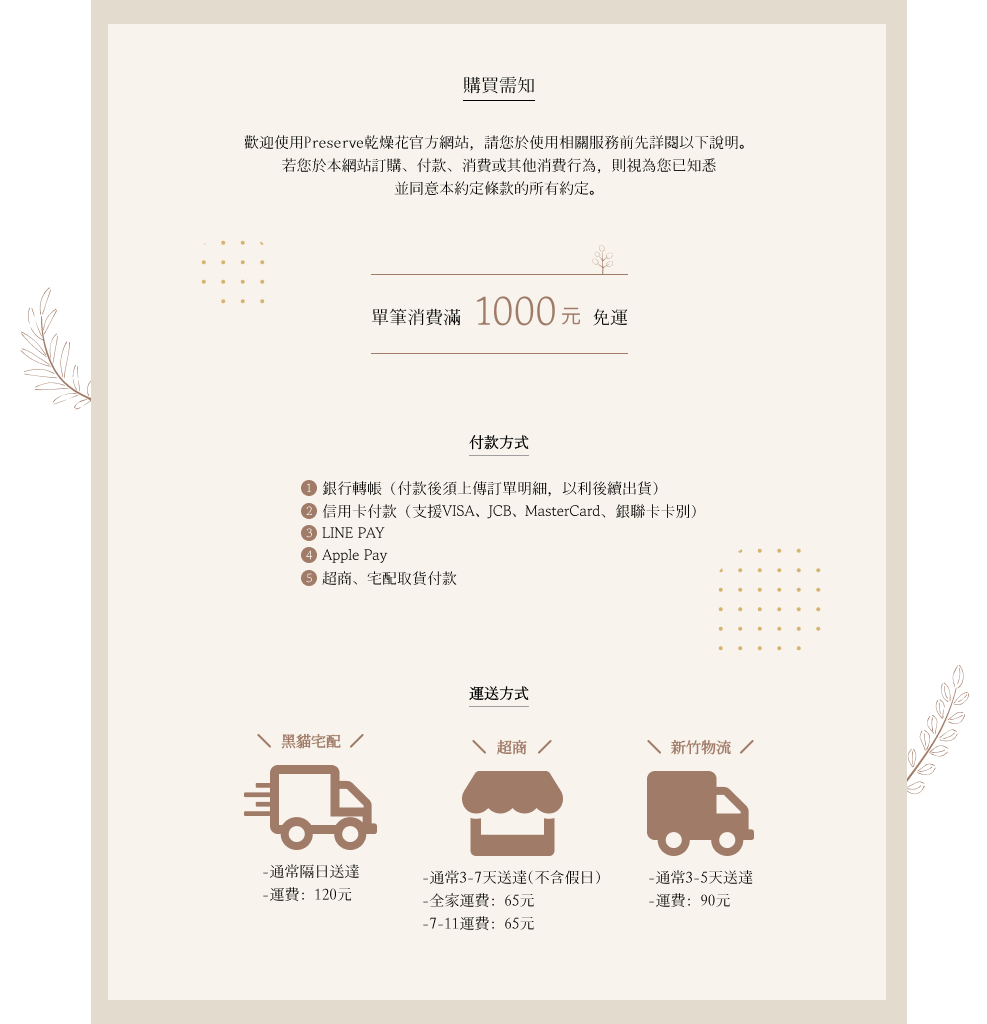 購買需知
歡迎使用Preserve乾燥花官方網站，請您於使用相關服務前先詳閱以下說明。
若您於本網站訂購、付款、消費或其他消費行為，則視為您已知悉
並同意本約定條款的所有約定。
單筆消費滿 1000元 免運
付款方式
1 銀行轉帳（付款後須上傳訂單明細，以利後續出貨）
2 信用卡付款（支援VISA、JCB、MasterCard、銀聯卡卡別）
3 LINE PAY
4 Apple Pay
5 超商、宅配取貨付款
運送方式
黑貓宅配
-通常隔日送達
-運費：120元
超商
-通常3-7天送達(不含假日)
-全家運費：65元
-7-11運費：65元
新竹物流
-通常3-5天送達
-運費：90元